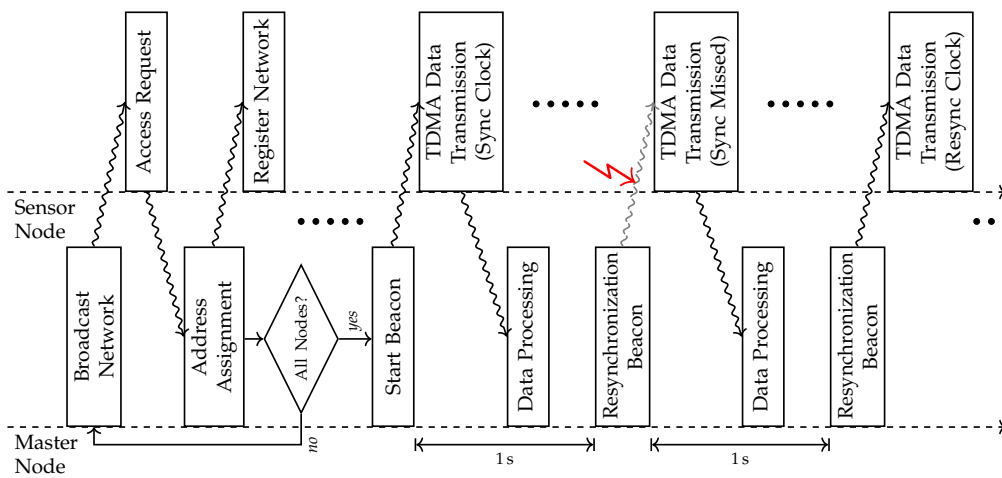 Access Request
Register Network
TDMA Data
Transmission
(Sync Clock)
TDMA Data
Transmission
(Sync Missed)
TDMA Data
Transmission
(Resync Clock)
Sensor
Node
Broadcast
Network
Address
Assignment
All Nodes?
yes
no
Start Beacon
Data Processing
Resynchronization
Beacon
Data Processing
Resynchronization
Beacon
Master
Node
1 s
1 s